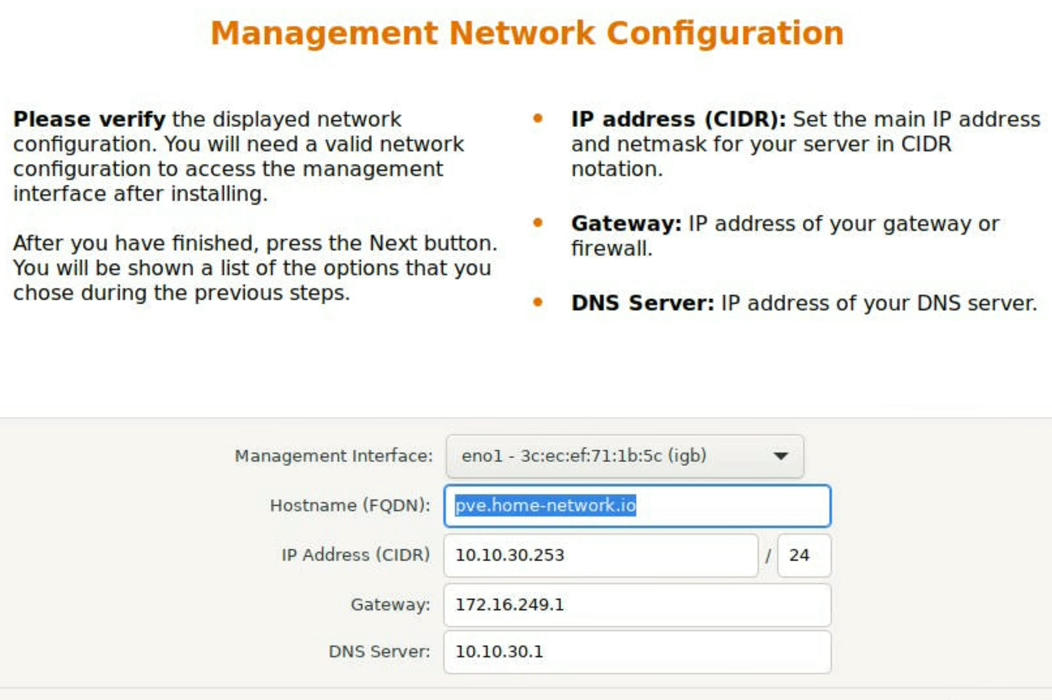 Management Network Configuration
Please verify the displayed network
configuration. You will need a valid network
configuration to access the management
interface after installing.
After you have finished, press the Next button.
You will be shown a list of the options that you
chose during the previous steps.
• IP address (CIDR): Set the main IP address
and netmask for your server in CIDR
notation.
• Gateway: IP address of your gateway or
firewall.
• DNS Server: IP address of your DNS server.
Management Interface: eno1 - 3c:ec:ef:71:1b:5c (igb)
Hostname (FQDN): pve.home-network.io
IP Address (CIDR) 10.10.30.253 / 24
Gateway: 172.16.249.1
DNS Server: 10.10.30.1